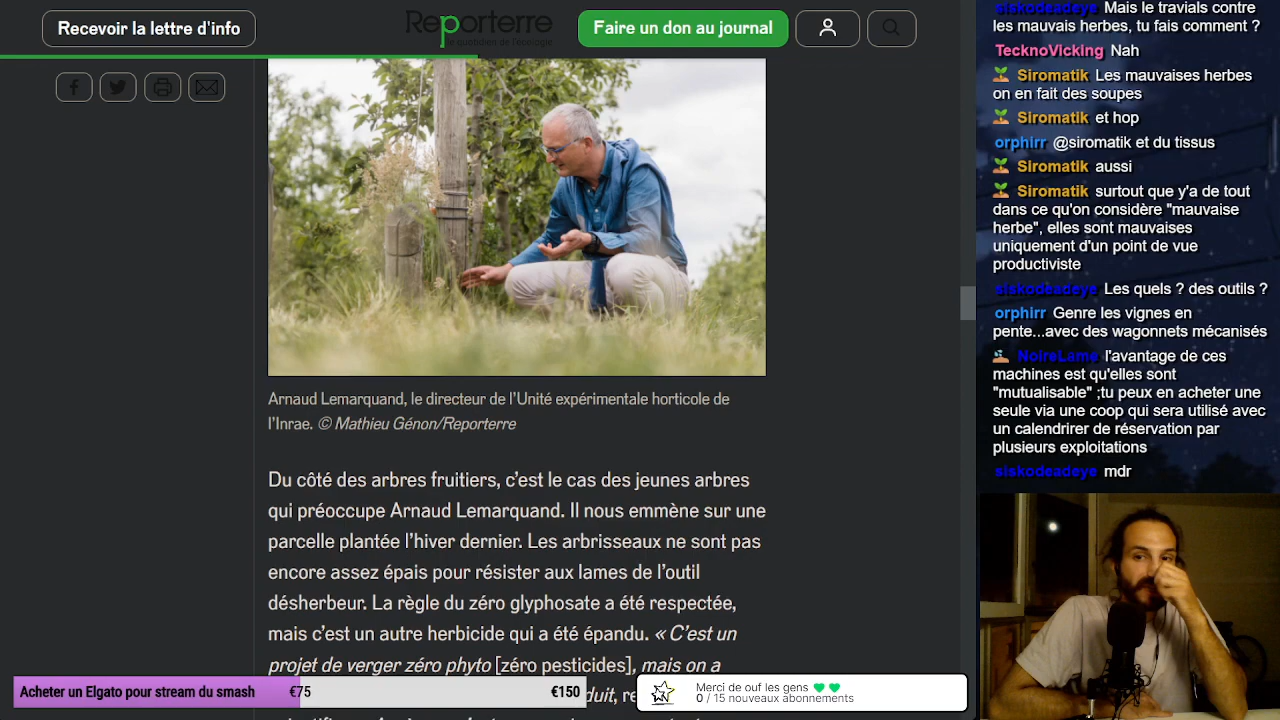 Recevoir la lettre d'info
Reporterre
le quotidien de l'écologie
Faire un don au journal
Arnaud Lemarquand, le directeur de l'Unité expérimentale horticole de
l'Inrae. © Mathieu Génon/Reporterre
Du côté des arbres fruitiers, c'est le cas des jeunes arbres
qui préoccupe Arnaud Lemarquand. Il nous emmène sur une
parcelle plantée l'hiver dernier. Les arbrisseaux ne sont pas
encore assez épais pour résister aux lames de l'outil
désherbeur. La règle du zéro glyphosate a été respectée,
mais c'est un autre herbicide qui a été épandu. « C'est un
projet de verger zéro phyto [zéro pesticides], mais on a
duit, re
Acheter un Elgato pour stream du smash €75 €150
Merci de ouf les gens 💚 💚
0 / 15 nouveaux abonnements
siskodeadeye Mais le travials contre
les mauvais herbes, tu fais comment ?
TecknoVicking Nah
Siromatik Les mauvaises herbes
on en fait des soupes
Siromatik et hop
orphirr @siromatik et du tissus
Siromatik aussi
Siromatik surtout que y'a de tout
dans ce qu'on considère "mauvaise
herbe", elles sont mauvaises
uniquement d'un point de vue
productiviste
siskodeadeye Les quels ? des outils ?
orphirr Genre les vignes en
pente...avec des wagonnets mécanisés
NoireLame l'avantage de ces
machines est qu'elles sont
"mutualisable" ;tu peux en acheter une
seule via une coop qui sera utilisé avec
un calendrirer de réservation par
plusieurs exploitations
siskodeadeye mdr